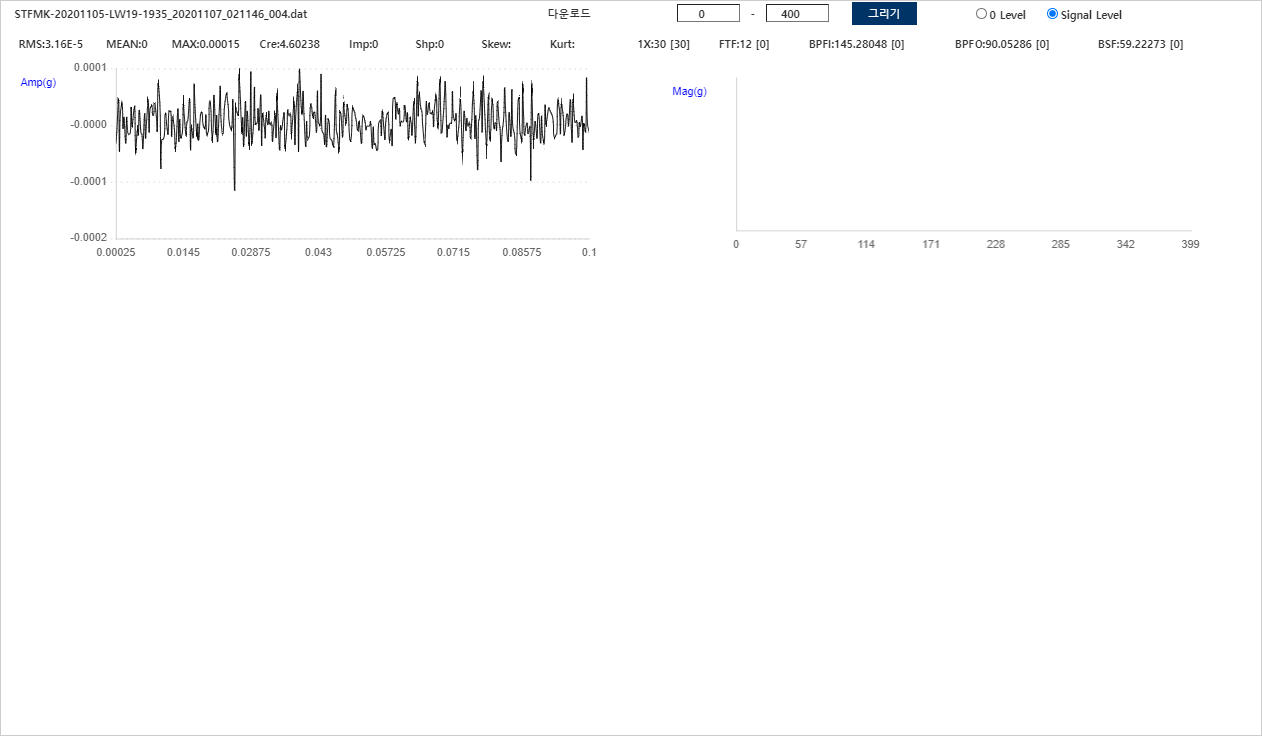 STFMK-20201105-LW19-1935_20201107_021146_004.dat 다운로드 0 - 400 그리기 0 Level Signal Level
RMS:3.16E-5 MEAN:0 MAX:0.00015 Cre:4.60238 Imp:0 Shp:0 Skew: Kurt: 1X:30 [30] FTF:12 [0] BPFI:145.28048 [0] BPFO:90.05286 [0] BSF:59.22273 [0]
Amp(g)
0.0001
-0.0000
-0.0001
-0.0002
0.00025 0.0145 0.02875 0.043 0.05725 0.0715 0.08575 0.1
Mag(g)
0 57 114 171 228 285 342 399